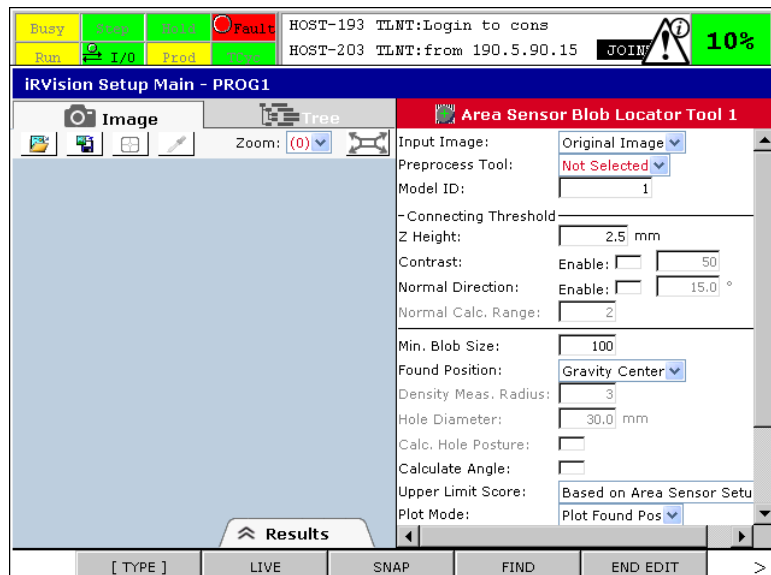 Busy Step Hold Fault HOST-193 TLNT:Login to cons
Run I/O Prod TCyc HOST-203 TLNT:from 190.5.90.15 10%
iRVision Setup Main - PROG1
Image Tree Area Sensor Blob Locator Tool 1
Zoom: (0)
Input Image: Original Image
Preprocess Tool: Not Selected
Model ID: 1
Connecting Threshold
Z Height: 2.5 mm
Contrast: Enable: 50
Normal Direction: Enable: 15.0 °
Normal Calc. Range: 2
Min. Blob Size: 100
Found Position: Gravity Center
Density Meas. Radius: 3
Hole Diameter: 30.0 mm
Calc. Hole Posture:
Calculate Angle:
Upper Limit Score: Based on Area Sensor Setu
Plot Mode: Plot Found Pos
Results
[ TYPE ] LIVE SNAP FIND END EDIT >